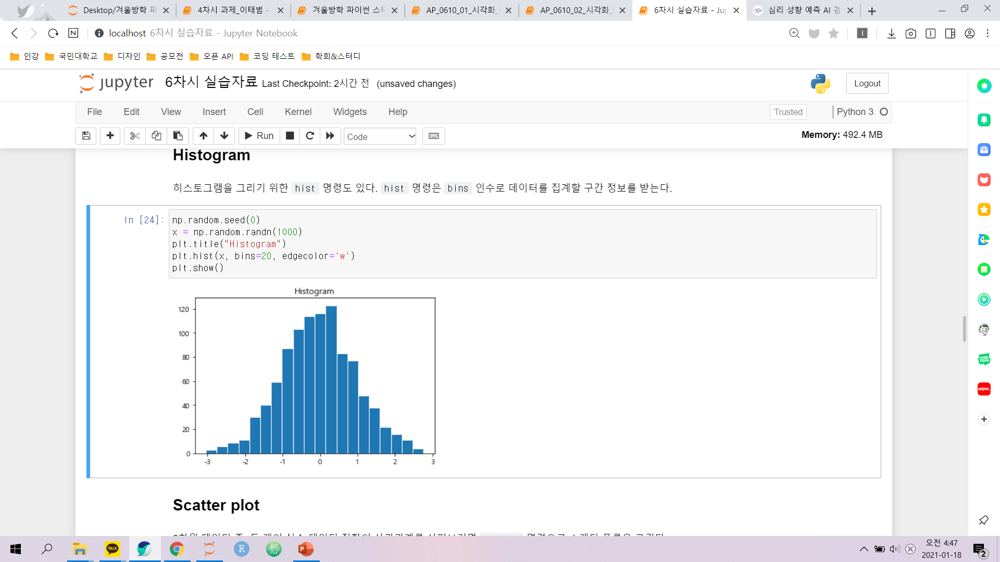 Desktop/겨울방학 파
4차시 과제_이태범 -
겨울방학 파이썬 스터
AP_0610_01_시각화_
AP_0610_02_시각화_
6차시 실습자료 - Jup
심리 성향 예측 AI 경
N
localhost 6차시 실습자료 - Jupyter Notebook
인강 국민대학교 디자인 공모전 오픈 API 코딩 테스트 학회&스터디
jupyter 6차시 실습자료 Last Checkpoint: 2시간 전 (unsaved changes)
Logout
File Edit View Insert Cell Kernel Widgets Help
Trusted
Python 3
Run
Code
Memory: 492.4 MB
Histogram
히스토그램을 그리기 위한 hist 명령도 있다. hist 명령은 bins 인수로 데이터를 집계할 구간 정보를 받는다.
In [24]:
np.random.seed(0)
x = np.random.randn(1000)
plt.title("Histogram")
plt.hist(x, bins=20, edgecolor='w')
plt.show()
Histogram
120
100
80
60
40
20
0
-3 -2 -1 0 1 2 3
Scatter plot
WEB
TOON
NOW.
TALK
R
P
오전 4:47
2021-01-18
2